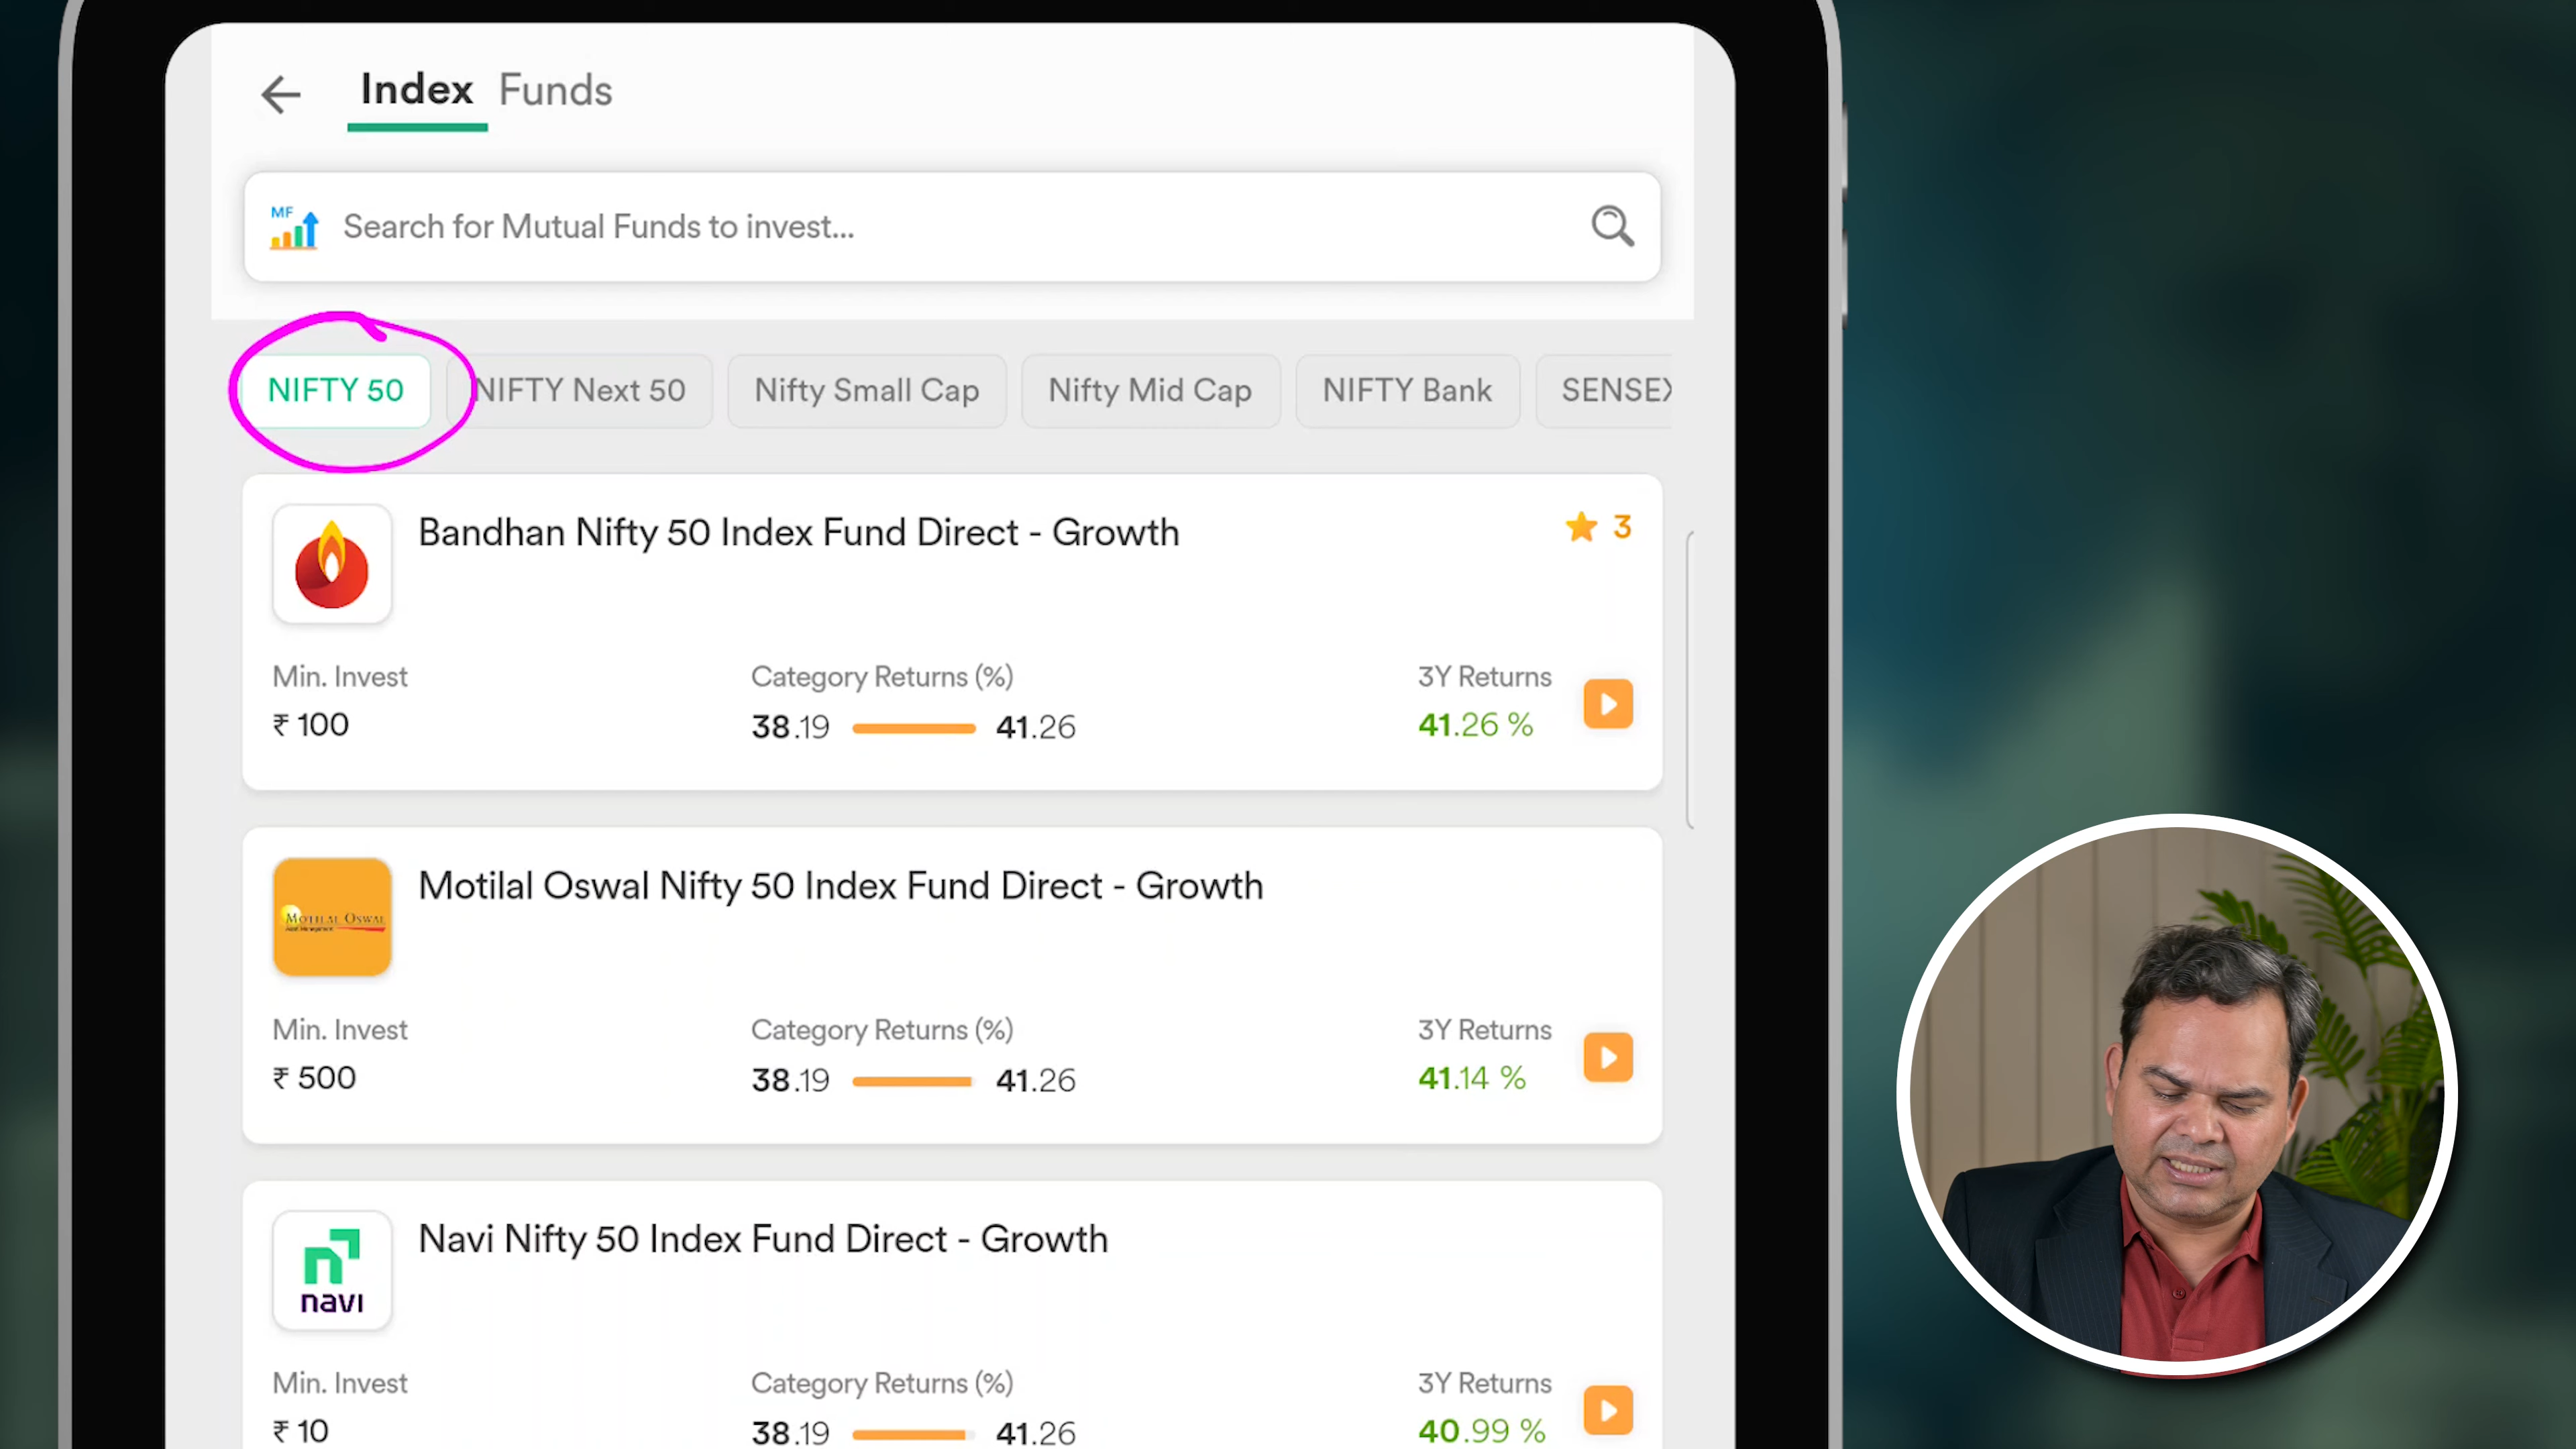 Index Funds
MF
Search for Mutual Funds to invest...
NIFTY 50
NIFTY Next 50
Nifty Small Cap
Nifty Mid Cap
NIFTY Bank
SENSEX
Bandhan Nifty 50 Index Fund Direct - Growth
3
Min. Invest
Category Returns (%)
3Y Returns
₹ 100
38.19
41.26
41.26 %
Motilal Oswal Nifty 50 Index Fund Direct - Growth
MOTILAL OSWAL
Min. Invest
Category Returns (%)
3Y Returns
₹ 500
38.19
41.26
41.14 %
Navi Nifty 50 Index Fund Direct - Growth
navi
Min. Invest
Category Returns (%)
3Y Returns
₹ 10
38.19
41.26
40.99 %